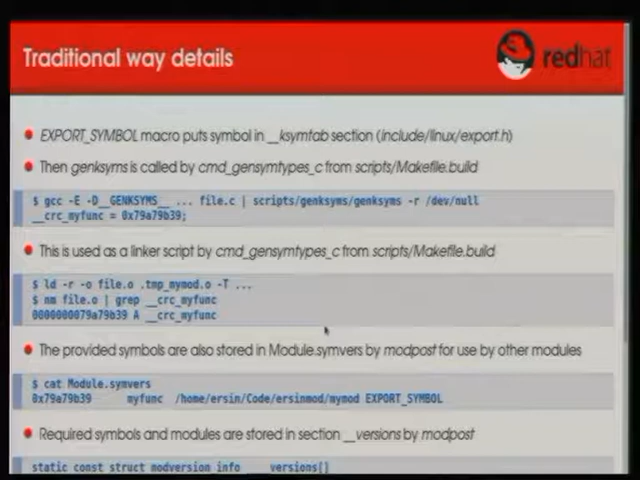 Traditional way details
redhat
EXPORT_SYMBOL macro puts symbol in __ksymtab section (include/linux/export.h)
Then genksyms is called by cmd_gensymtypes_c from scripts/Makefile.build
$ gcc -E -D__GENKSYMS__ ... file.c | scripts/genksyms/genksyms -r /dev/null
__crc_myfunc = 0x79a79b39;
This is used as a linker script by cmd_gensymtypes_c from scripts/Makefile.build
$ ld -r -o file.o .tmp_mymod.o -T ...
$ nm file.o | grep __crc_myfunc
0000000079a79b39 A __crc_myfunc
The provided symbols are also stored in Module.symvers by modpost for use by other modules
$ cat Module.symvers
0x79a79b39 myfunc /home/ersin/Code/ersinmod/mymod EXPORT_SYMBOL
Required symbols and modules are stored in section __versions by modpost
static const struct modversion_info ____versions[]